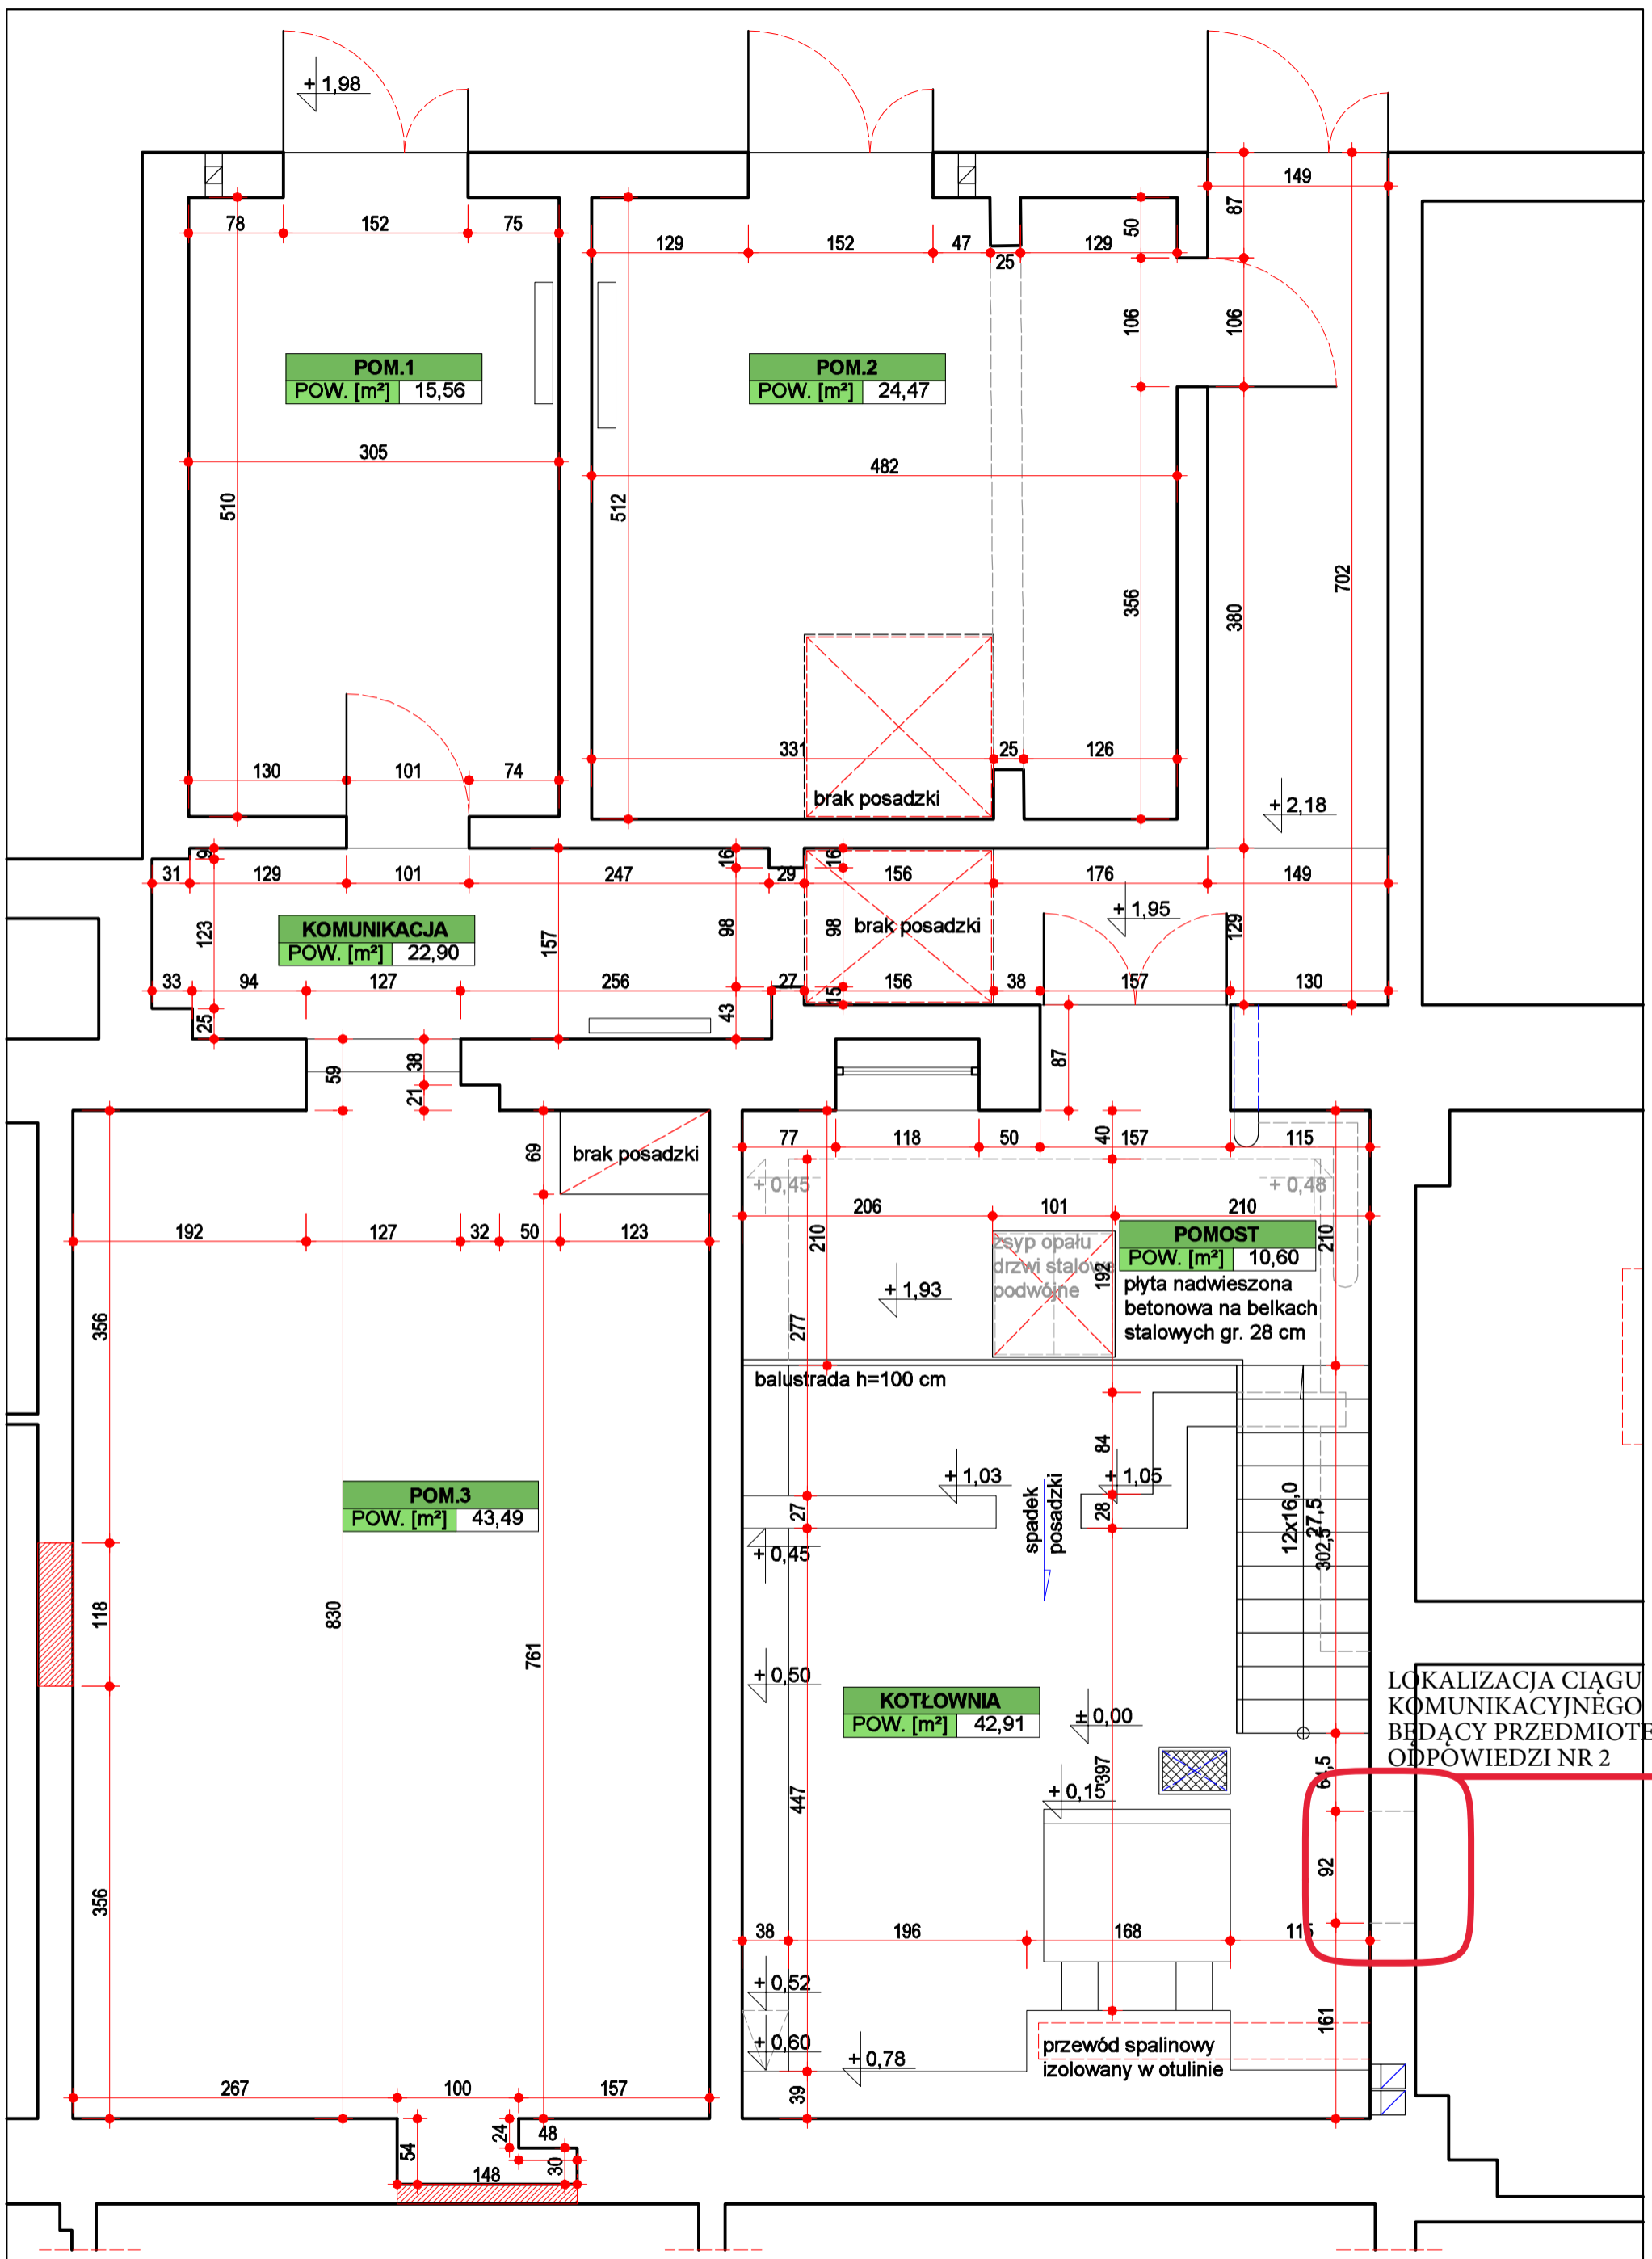 + 1,98
149
87
78 152 75
129 152 47 25 129
50
106 106
POM.1
POW. [m²] 15,56
POM.2
POW. [m²] 24,47
305
482
510
512
356
380
702
331 25 126
130 101 74
brak posadzki
+ 2,18
9
31 129 101 247 16 29 16 156 176 149
+ 1,95
KOMUNIKACJA
POW. [m²] 22,90
123
157
98
98
brak posadzki
129
33 94 127 256 27 156 38 157 130
25
43
15
59
38
21
87
69
brak posadzki
77 118 50 40 157 115
+ 0,45
+ 0,48
192 127 32 50 123
206 101 210
210
210
POMOST
POW. [m²] 10,60
zsyp opału
drzwi stalowe
podwójne
192
płyta nadwieszona
betonowa na belkach
stalowych gr. 28 cm
+ 1,93
356
277
balustrada h=100 cm
84
+ 1,03
+ 1,05
POM.3
POW. [m²] 43,49
27
28
spadek
posadzki
12x16,0
27,5
302,5
+ 0,45
118
830
761
+ 0,50
KOTŁOWNIA
POW. [m²] 42,91
± 0,00
LOKALIZACJA CIĄGU
KOMUNIKACYJNEGO
BĘDĄCY PRZEDMIOTE
ODPOWIEDZI NR 2
64,5
397
+ 0,15
447
356
92
38 196 168 115
+ 0,52
+ 0,60
+ 0,78
161
przewód spalinowy
izolowany w otulinie
267 100 157
39
54
24
48
30
148